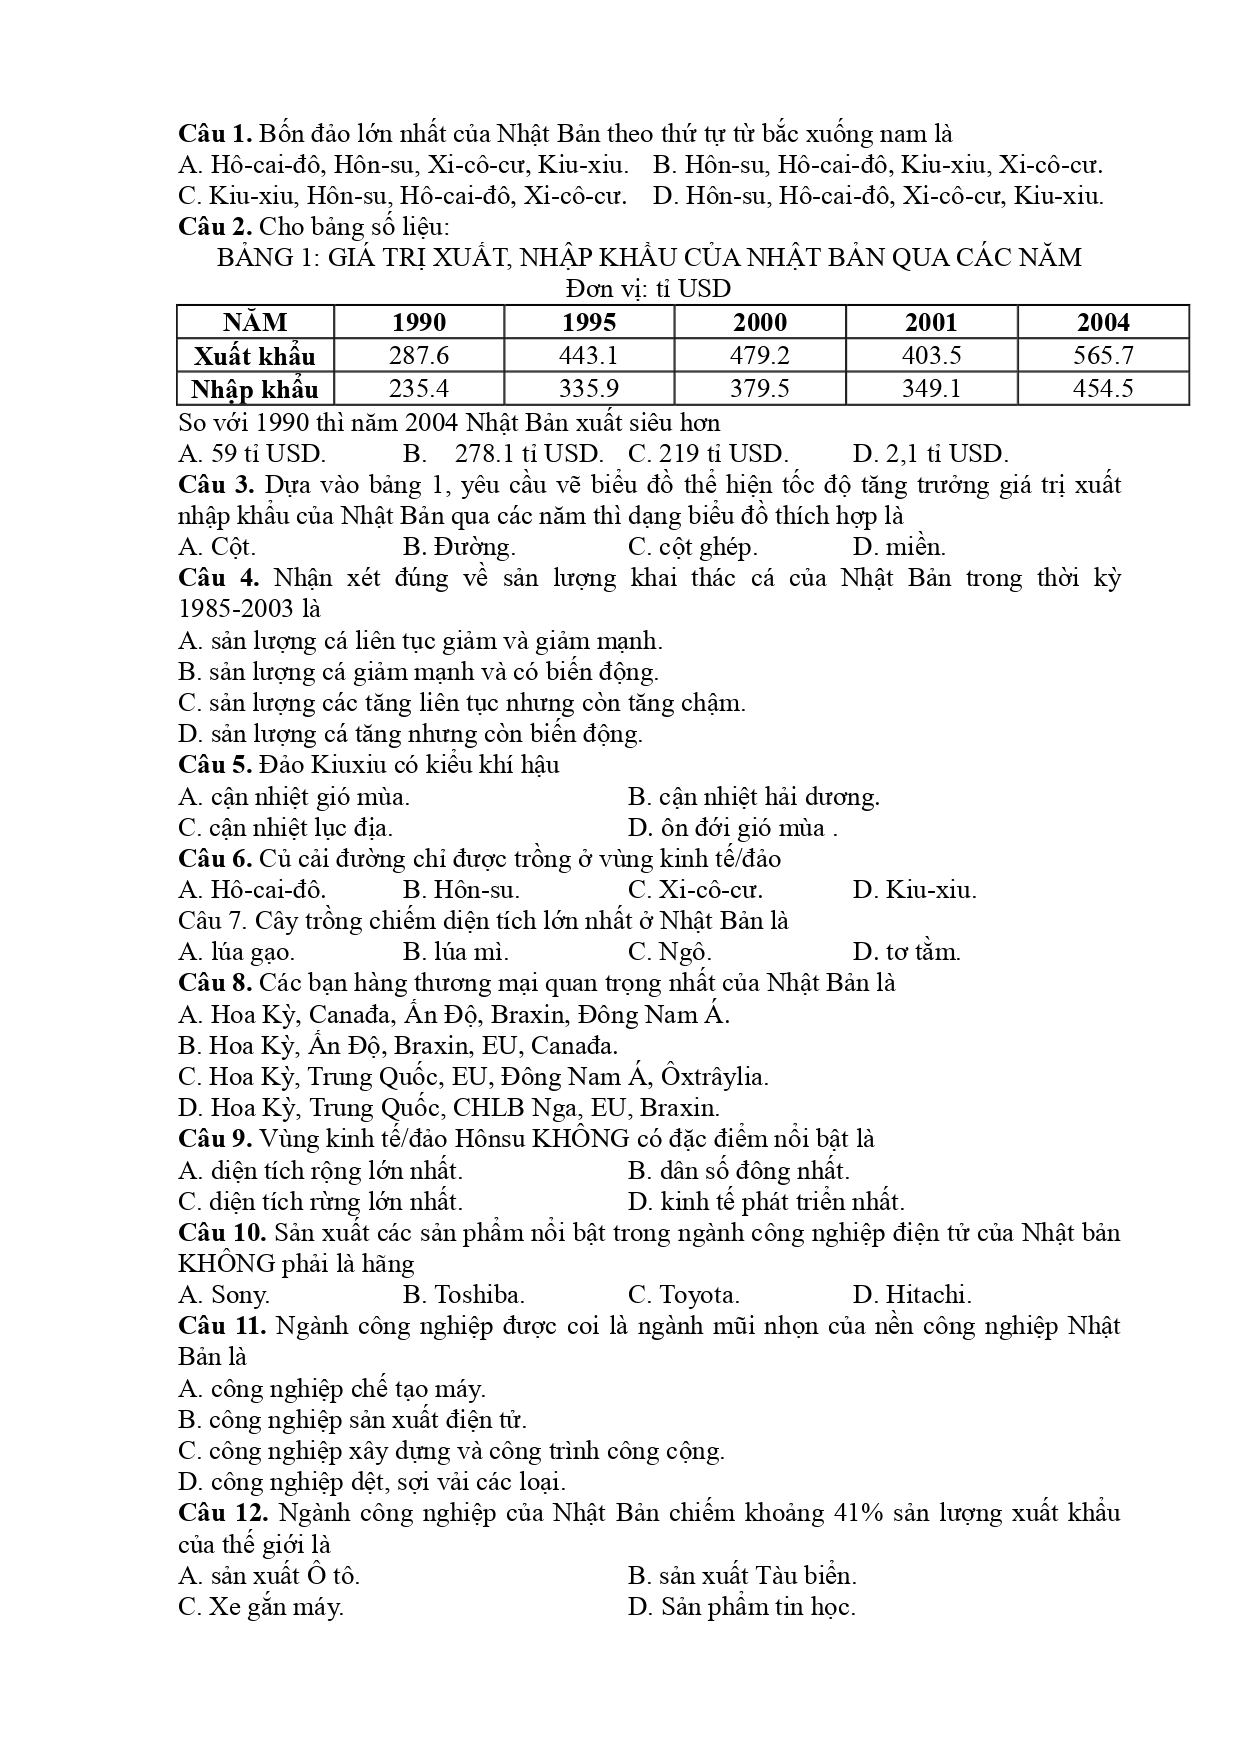 Câu 1. Bốn đảo lớn nhất của Nhật Bản theo thứ tự từ bắc xuống nam là
A. Hô-cai-đô, Hôn-su, Xi-cô-cư, Kiu-xiu. B. Hôn-su, Hô-cai-đô, Kiu-xiu, Xi-cô-cư.
C. Kiu-xiu, Hôn-su, Hô-cai-đô, Xi-cô-cư. D. Hôn-su, Hô-cai-đô, Xi-cô-cư, Kiu-xiu.
Câu 2. Cho bảng số liệu:
BẢNG 1: GIÁ TRỊ XUẤT, NHẬP KHẨU CỦA NHẬT BẢN QUA CÁC NĂM
Đơn vị: tỉ USD
NĂM 1990 1995 2000 2001 2004
Xuất khẩu 287.6 443.1 479.2 403.5 565.7
Nhập khẩu 235.4 335.9 379.5 349.1 454.5
So với 1990 thì năm 2004 Nhật Bản xuất siêu hơn
A. 59 tỉ USD. B. 278.1 tỉ USD. C. 219 tỉ USD. D. 2,1 tỉ USD.
Câu 3. Dựa vào bảng 1, yêu cầu vẽ biểu đồ thể hiện tốc độ tăng trưởng giá trị xuất
nhập khẩu của Nhật Bản qua các năm thì dạng biểu đồ thích hợp là
A. Cột. B. Đường. C. cột ghép. D. miền.
Câu 4. Nhận xét đúng về sản lượng khai thác cá của Nhật Bản trong thời kỳ
1985-2003 là
A. sản lượng cá liên tục giảm và giảm mạnh.
B. sản lượng cá giảm mạnh và có biến động.
C. sản lượng các tăng liên tục nhưng còn tăng chậm.
D. sản lượng cá tăng nhưng còn biến động.
Câu 5. Đảo Kiuxiu có kiểu khí hậu
A. cận nhiệt gió mùa. B. cận nhiệt hải dương.
C. cận nhiệt lục địa. D. ôn đới gió mùa .
Câu 6. Củ cải đường chỉ được trồng ở vùng kinh tế/đảo
A. Hô-cai-đô. B. Hôn-su. C. Xi-cô-cư. D. Kiu-xiu.
Câu 7. Cây trồng chiếm diện tích lớn nhất ở Nhật Bản là
A. lúa gạo. B. lúa mì. C. Ngô. D. tơ tằm.
Câu 8. Các bạn hàng thương mại quan trọng nhất của Nhật Bản là
A. Hoa Kỳ, Canađa, Ấn Độ, Braxin, Đông Nam Á.
B. Hoa Kỳ, Ấn Độ, Braxin, EU, Canađa.
C. Hoa Kỳ, Trung Quốc, EU, Đông Nam Á, Ôxtrâylia.
D. Hoa Kỳ, Trung Quốc, CHLB Nga, EU, Braxin.
Câu 9. Vùng kinh tế/đảo Hônsu KHÔNG có đặc điểm nổi bật là
A. diện tích rộng lớn nhất. B. dân số đông nhất.
C. diện tích rừng lớn nhất. D. kinh tế phát triển nhất.
Câu 10. Sản xuất các sản phẩm nổi bật trong ngành công nghiệp điện tử của Nhật bản
KHÔNG phải là hãng
A. Sony. B. Toshiba. C. Toyota. D. Hitachi.
Câu 11. Ngành công nghiệp được coi là ngành mũi nhọn của nền công nghiệp Nhật
Bản là
A. công nghiệp chế tạo máy.
B. công nghiệp sản xuất điện tử.
C. công nghiệp xây dựng và công trình công cộng.
D. công nghiệp dệt, sợi vải các loại.
Câu 12. Ngành công nghiệp của Nhật Bản chiếm khoảng 41% sản lượng xuất khẩu
của thế giới là
A. sản xuất Ô tô. B. sản xuất Tàu biển.
C. Xe gắn máy. D. Sản phẩm tin học.